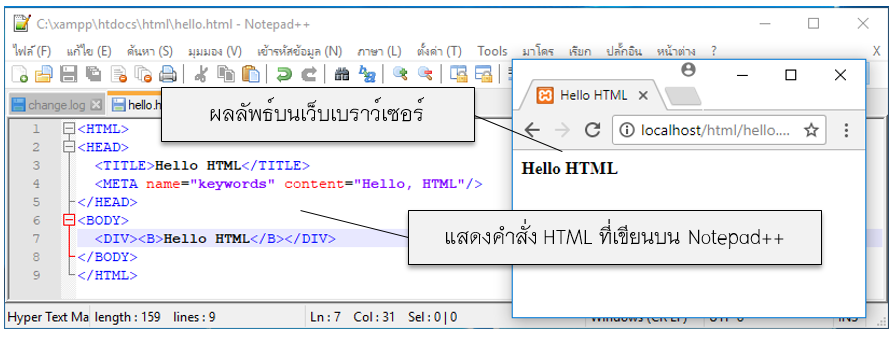 C:\xampp\htdocs\html\hello.html - Notepad++
ไฟล์ (F) แก้ไข (E) ค้นหา (S) มุมมอง (V) เข้ารหัสข้อมูล (N) ภาษา (L) ตั้งค่า (T) Tools มาโคร เรียก ปลั๊กอิน หน้าต่าง ? X
change.log hello.h
ผลลัพธ์บนเว็บเบราว์เซอร์
Hello HTML
localhost/html/hello....
Hello HTML
1 <HTML>
2 <HEAD>
3 <TITLE>Hello HTML</TITLE>
4 <META name="keywords" content="Hello, HTML"/>
5 </HEAD>
6 <BODY>
7 <DIV><B>Hello HTML</B></DIV>
8 </BODY>
9 </HTML>
แสดงคำสั่ง HTML ที่เขียนบน Notepad++
Hyper Text Ma length : 159 lines : 9 Ln : 7 Col : 31 Sel : 0 | 0